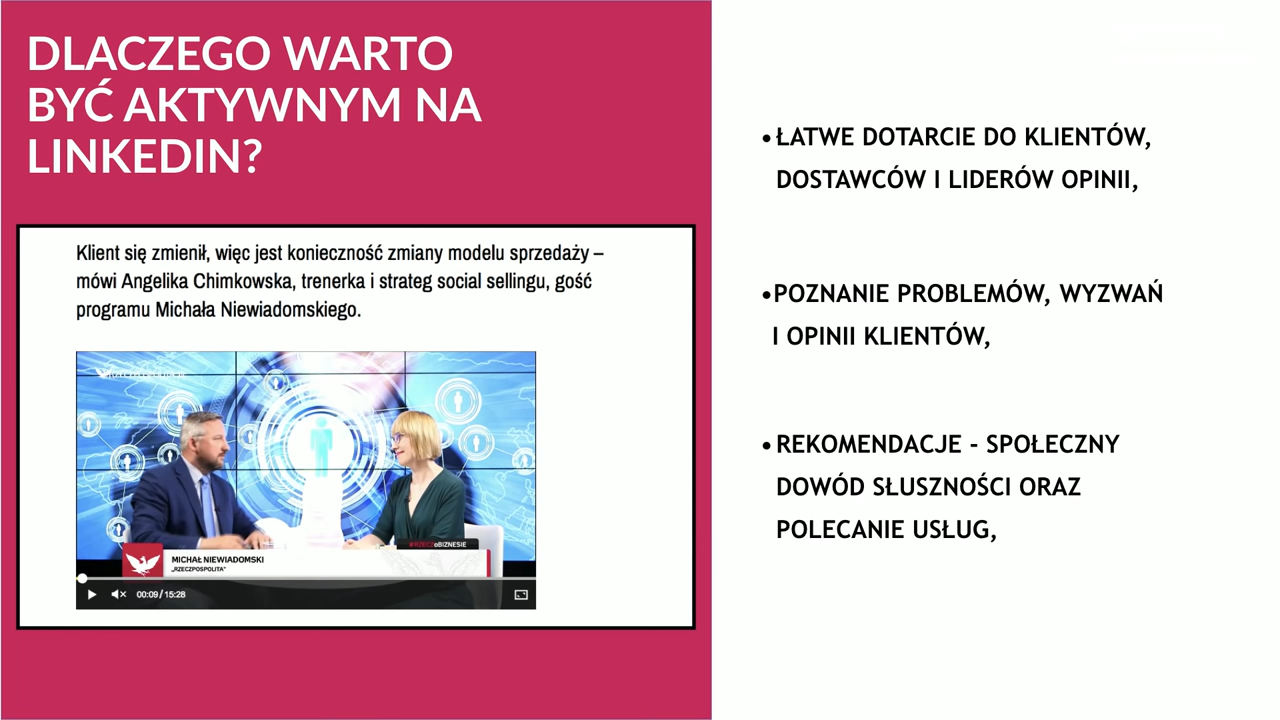 DLACZEGO WARTO
BYĆ AKTYWNYM NA
LINKEDIN?
Klient się zmienił, więc jest konieczność zmiany modelu sprzedaży –
mówi Angelika Chimkowska, trenerka i strateg social sellingu, gość
programu Michała Niewiadomskiego.
#RZECZoBIZNESIE
MICHAŁ NIEWIADOMSKI
„RZECZPOSPOLITA"
00:09 / 15:28
•ŁATWE DOTARCIE DO KLIENTÓW,
DOSTAWCÓW I LIDERÓW OPINII,
•POZNANIE PROBLEMÓW, WYZWAŃ
I OPINII KLIENTÓW,
•REKOMENDACJE - SPOŁECZNY
DOWÓD SŁUSZNOŚCI ORAZ
POLECANIE USŁUG,